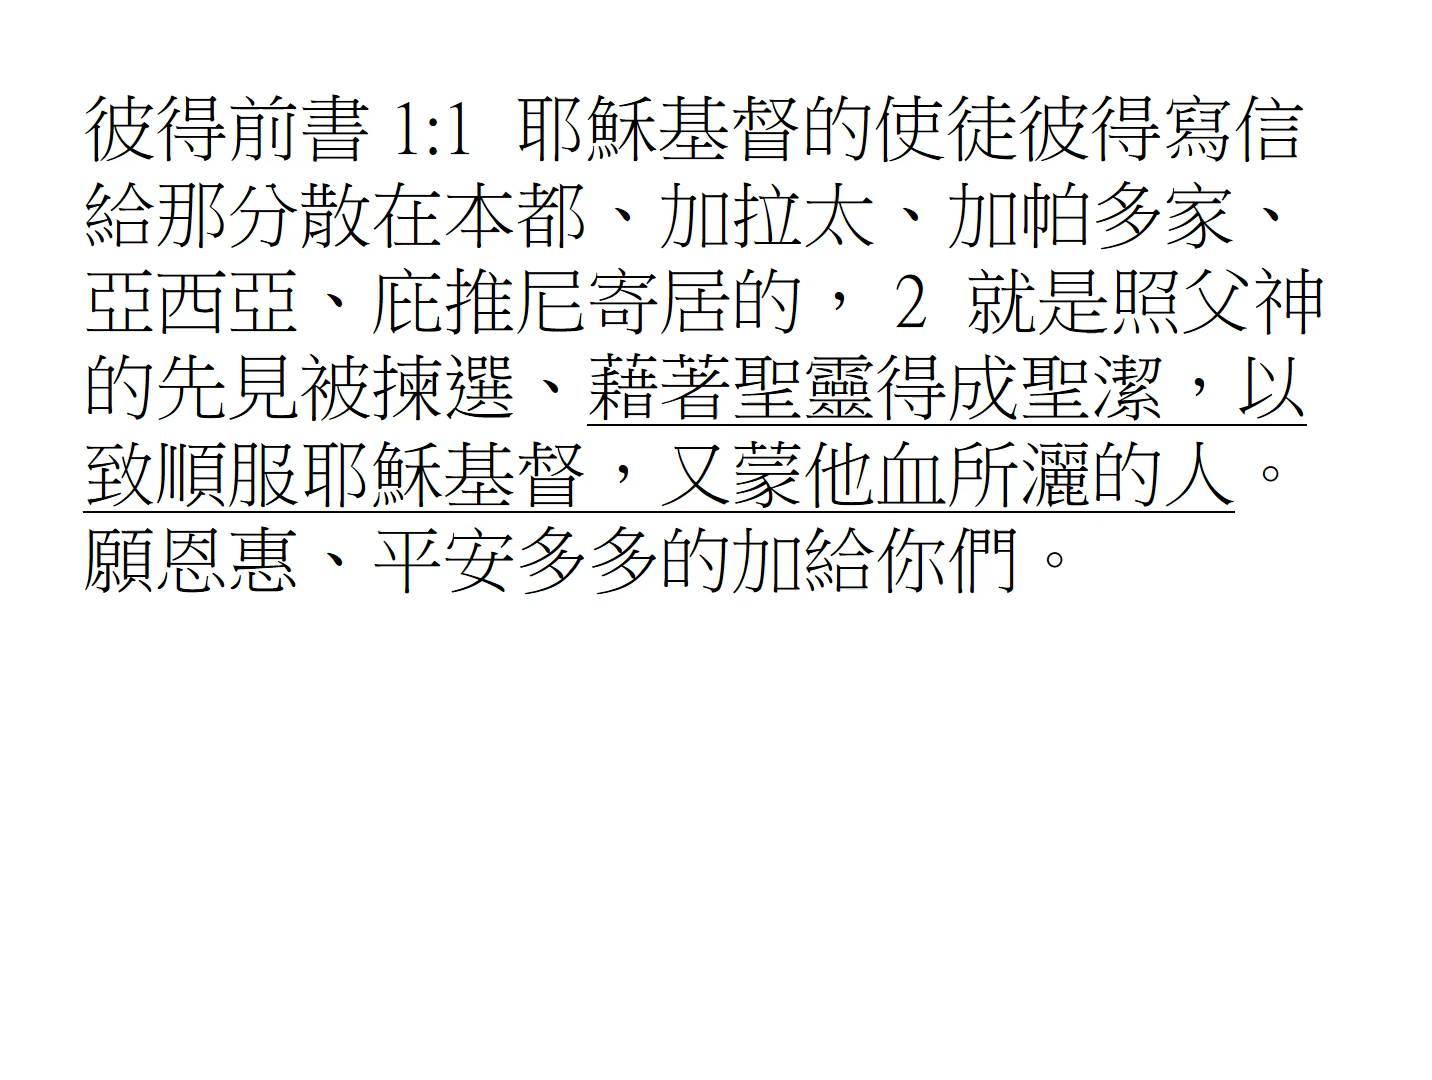 彼得前書 1:1 耶穌基督的使徒彼得寫信
給那分散在本都、加拉太、加帕多家、
亞西亞、庇推尼寄居的， 2 就是照父神
的先見被揀選、藉著聖靈得成聖潔，以
致順服耶穌基督，又蒙他血所灑的人。
願恩惠、平安多多的加給你們。